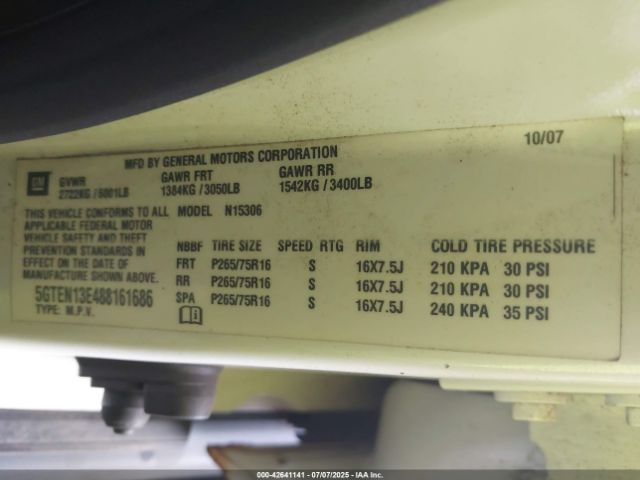 10/07
MFD BY GENERAL MOTORS CORPORATION
GM
GVWR GAWR FRT GAWR RR
2722KG/6001LB 1384KG/3050LB 1542KG/3400LB
THIS VEHICLE CONFORMS TO ALL
APPLICABLE FEDERAL MOTOR
VEHICLE SAFETY AND THEFT
PREVENTION STANDARDS IN
EFFECT ON THE DATE OF
MANUFACTURE SHOWN ABOVE.
5GTEN13E488161686
TYPE: M.P.V.
MODEL N15306
NBBF TIRE SIZE SPEED RTG RIM COLD TIRE PRESSURE
FRT P265/75R16 S 16X7.5J 210 KPA 30 PSI
RR P265/75R16 S 16X7.5J 210 KPA 30 PSI
SPA P265/75R16 S 16X7.5J 240 KPA 35 PSI
000-42641141 - 07/07/2025 - IAA Inc.